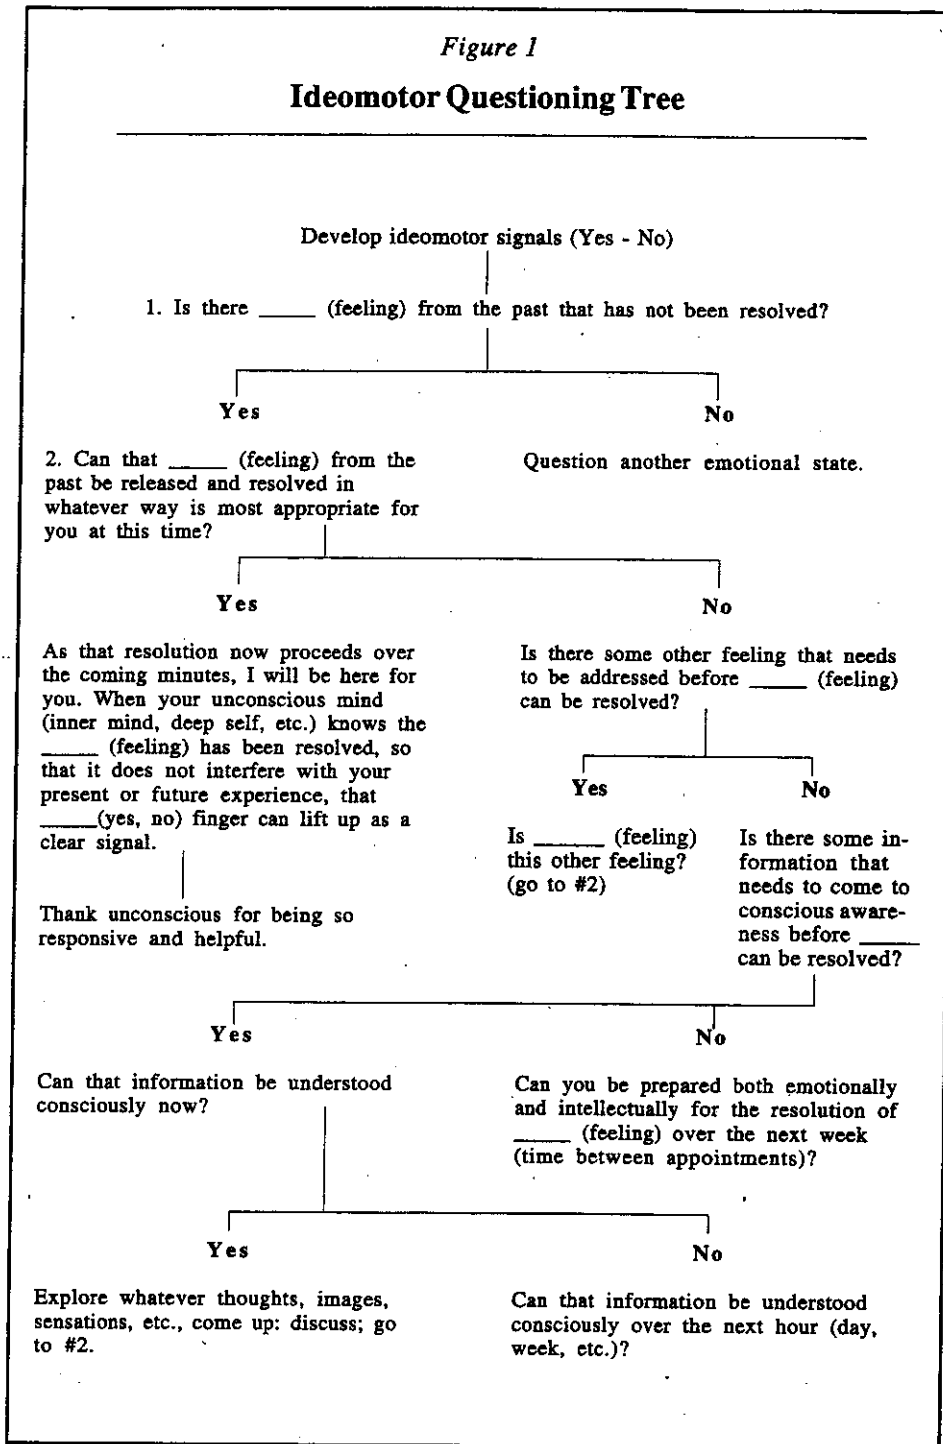 Figure 1
Ideomotor Questioning Tree
Develop ideomotor signals (Yes - No)
1. Is there _____ (feeling) from the past that has not been resolved?
Yes
No
2. Can that _____ (feeling) from the
past be released and resolved in
whatever way is most appropriate for
you at this time?
Question another emotional state.
Yes
No
As that resolution now proceeds over
the coming minutes, I will be here for
you. When your unconscious mind
(inner mind, deep self, etc.) knows the
_____ (feeling) has been resolved, so
that it does not interfere with your
present or future experience, that
_____(yes, no) finger can lift up as a
clear signal.
Thank unconscious for being so
responsive and helpful.
Is there some other feeling that needs
to be addressed before _____ (feeling)
can be resolved?
Yes
No
Is ______ (feeling)
this other feeling?
(go to #2)
Is there some in-
formation that
needs to come to
conscious aware-
ness before _____
can be resolved?
Yes
No
Can that information be understood
consciously now?
Can you be prepared both emotionally
and intellectually for the resolution of
_____ (feeling) over the next week
(time between appointments)?
Yes
No
Explore whatever thoughts, images,
sensations, etc., come up: discuss; go
to #2.
Can that information be understood
consciously over the next hour (day,
week, etc.)?